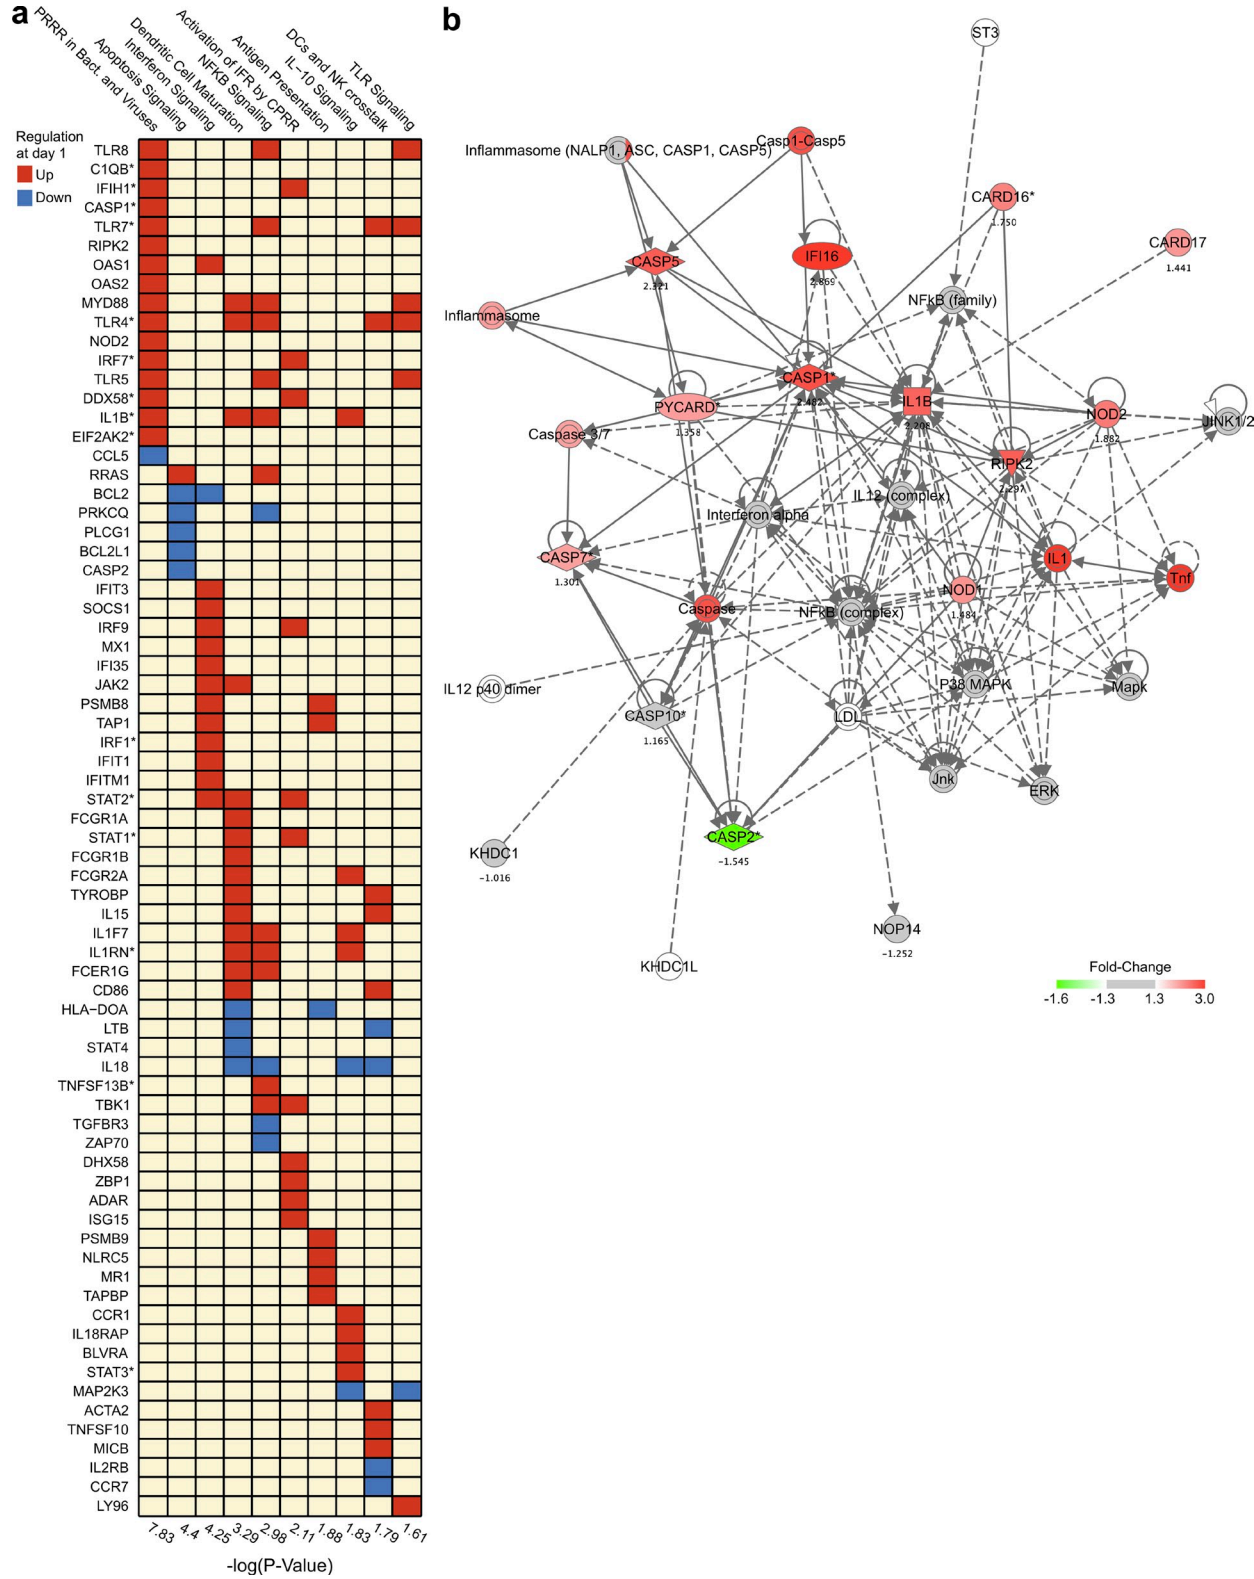 a
PRRR in Bact. and Viruses
Apoptosis Signaling
Interferon Signaling
Dendritic Cell Maturation
NFKB Signaling
Activation of IFR by CPRR
Antigen Presentation
IL−10 Signaling
DCs and NK crosstalk
TLR Signaling
Regulation
at day 1
Up
Down
TLR8
C1QB*
IFIH1*
CASP1*
TLR7*
RIPK2
OAS1
OAS2
MYD88
TLR4*
NOD2
IRF7*
TLR5
DDX58*
IL1B*
EIF2AK2*
CCL5
RRAS
BCL2
PRKCQ
PLCG1
BCL2L1
CASP2
IFIT3
SOCS1
IRF9
MX1
IFI35
JAK2
PSMB8
TAP1
IRF1*
IFIT1
IFITM1
STAT2*
FCGR1A
STAT1*
FCGR1B
FCGR2A
TYROBP
IL15
IL1F7
IL1RN*
FCER1G
CD86
HLA−DOA
LTB
STAT4
IL18
TNFSF13B*
TBK1
TGFBR3
ZAP70
DHX58
ZBP1
ADAR
ISG15
PSMB9
NLRC5
MR1
TAPBP
CCR1
IL18RAP
BLVRA
STAT3*
MAP2K3
ACTA2
TNFSF10
MICB
IL2RB
CCR7
LY96
7.83 4.4 4.25 3.29 2.98 2.11 1.88 1.83 1.79 1.61
-log(P-Value)
b
ST3
Inflammasome (NALP1, ASC, CASP1, CASP5)
Casp1-Casp5
CARD16*
1.750
CARD17
1.441
CASP5
2.321
IFI16
2.869
NFkB (family)
Inflammasome
CASP1*
2.482
PYCARD*
1.358
IL1B
2.208
NOD2
1.882
JINK1/2
Caspase 3/7
RIPK2
2.297
IL12 (complex)
Interferon alpha
CASP7*
1.301
IL1
Tnf
NOD1
1.484
Caspase
NFkB (complex)
IL12 p40 dimer
P38 MAPK
Mapk
CASP10*
1.165
LDL
Jnk
ERK
CASP2*
-1.545
KHDC1
-1.016
NOP14
-1.252
KHDC1L
Fold-Change
-1.6 -1.3 1.3 3.0